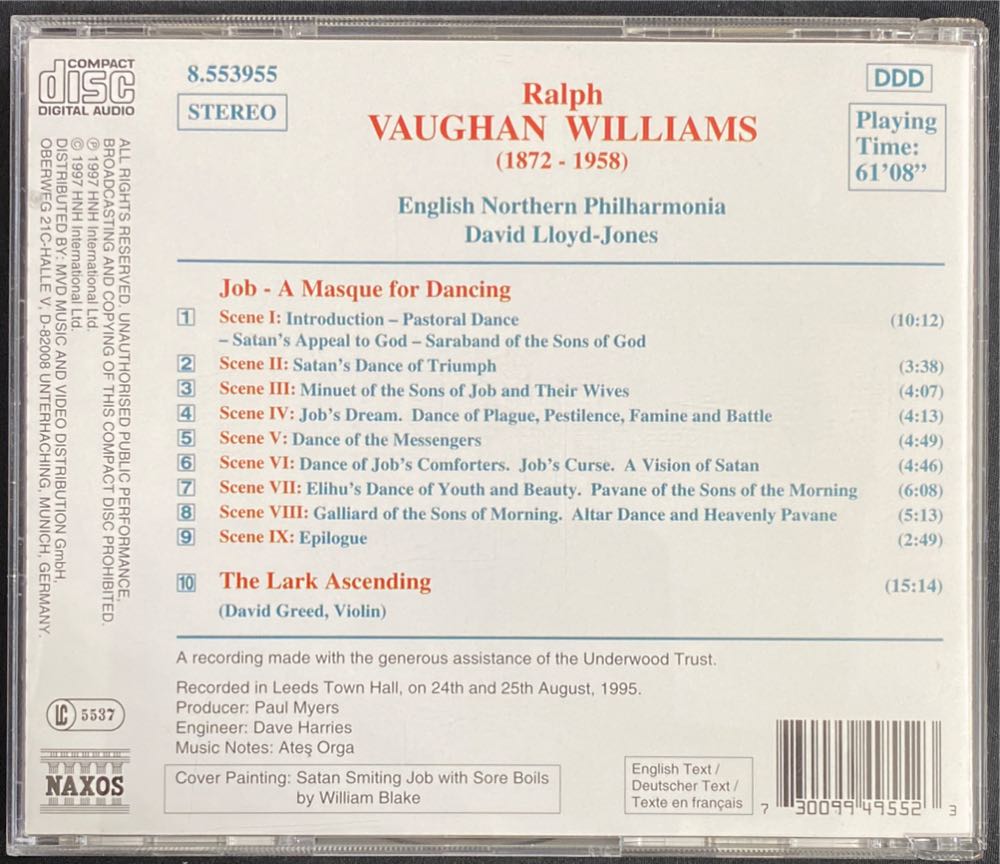 COMPACT
disc
DIGITAL AUDIO
8.553955
STEREO
Ralph
VAUGHAN WILLIAMS
(1872 - 1958)
DDD
Playing
Time:
61'08”
English Northern Philharmonia
David Lloyd-Jones
Job - A Masque for Dancing
1 Scene I: Introduction – Pastoral Dance (10:12)
– Satan's Appeal to God – Saraband of the Sons of God
2 Scene II: Satan's Dance of Triumph (3:38)
3 Scene III: Minuet of the Sons of Job and Their Wives (4:07)
4 Scene IV: Job's Dream. Dance of Plague, Pestilence, Famine and Battle (4:13)
5 Scene V: Dance of the Messengers (4:49)
6 Scene VI: Dance of Job's Comforters. Job's Curse. A Vision of Satan (4:46)
7 Scene VII: Elihu's Dance of Youth and Beauty. Pavane of the Sons of the Morning (6:08)
8 Scene VIII: Galliard of the Sons of Morning. Altar Dance and Heavenly Pavane (5:13)
9 Scene IX: Epilogue (2:49)
10 The Lark Ascending (15:14)
(David Greed, Violin)
A recording made with the generous assistance of the Underwood Trust.
Recorded in Leeds Town Hall, on 24th and 25th August, 1995.
Producer: Paul Myers
Engineer: Dave Harries
Music Notes: Ateş Orga
Cover Painting: Satan Smiting Job with Sore Boils
by William Blake
English Text /
Deutscher Text /
Texte en français
7 30099 49552 3
ALL RIGHTS RESERVED. UNAUTHORISED PUBLIC PERFORMANCE,
BROADCASTING AND COPYING OF THIS COMPACT DISC PROHIBITED.
℗ 1997 HNH International Ltd.
© 1997 HNH International Ltd.
DISTRIBUTED BY: MVD MUSIC AND VIDEO DISTRIBUTION GmbH,
OBERWEG 21C-HALLE V, D-82008 UNTERHACHING, MUNICH, GERMANY.
LC 5537
NAXOS